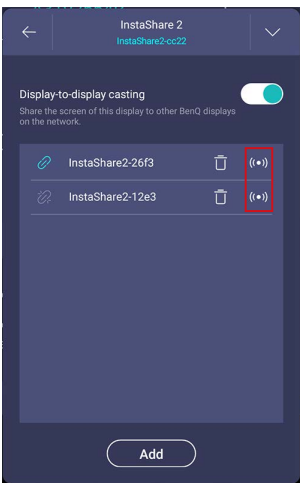 InstaShare 2
InstaShare2-cc22
Display-to-display casting
Share the screen of this display to other BenQ displays
on the network.
InstaShare2-26f3
InstaShare2-12e3
Add